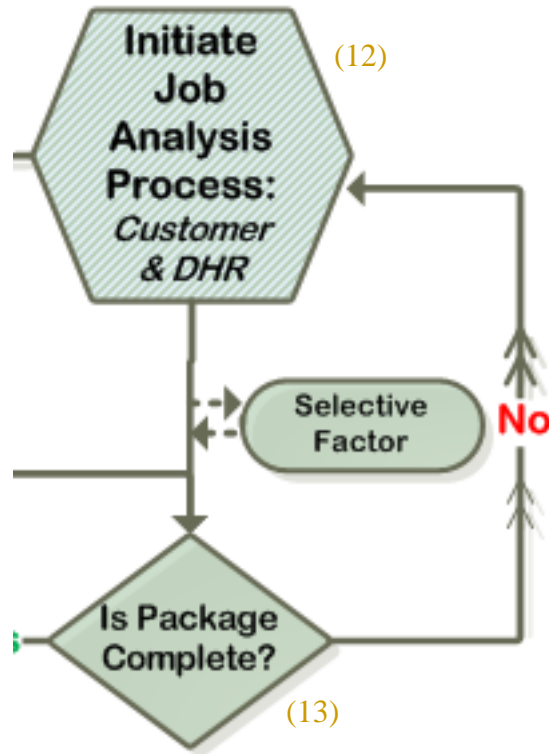 Initiate
Job
Analysis
Process:
Customer
& DHR
(12)
Selective
Factor
No
Is Package
Complete?
s
(13)